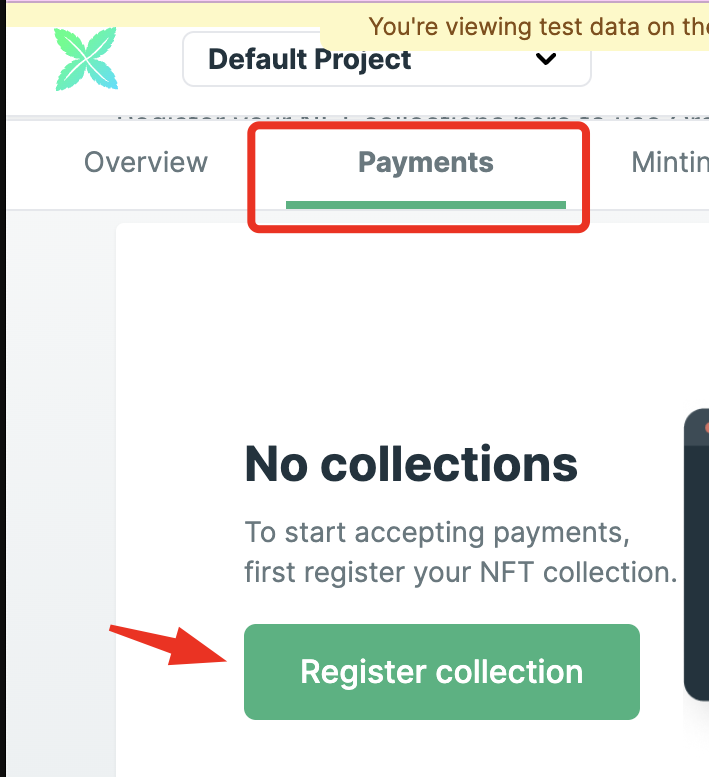 You're viewing test data on the
Default Project
Overview
Payments
Mintin
No collections
To start accepting payments,
first register your NFT collection.
Register collection